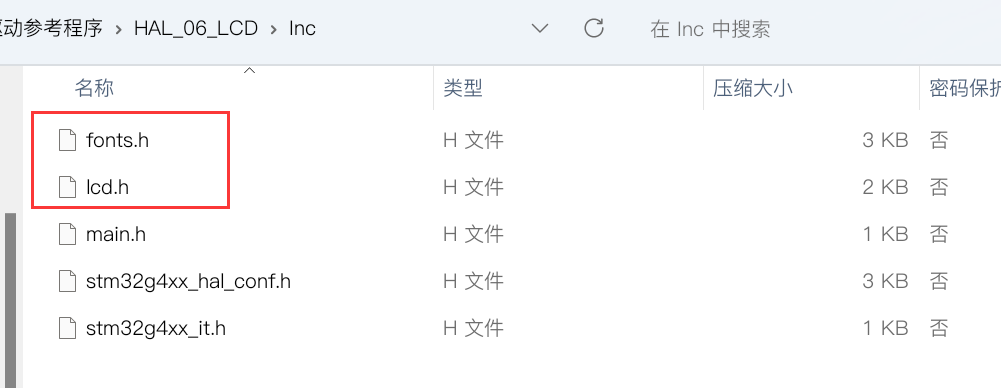 动参考程序 › HAL_06_LCD › Inc 在 Inc 中搜索
名称 类型 压缩大小 密码保护
fonts.h H 文件 3 KB 否
lcd.h H 文件 2 KB 否
main.h H 文件 1 KB 否
stm32g4xx_hal_conf.h H 文件 3 KB 否
stm32g4xx_it.h H 文件 1 KB 否